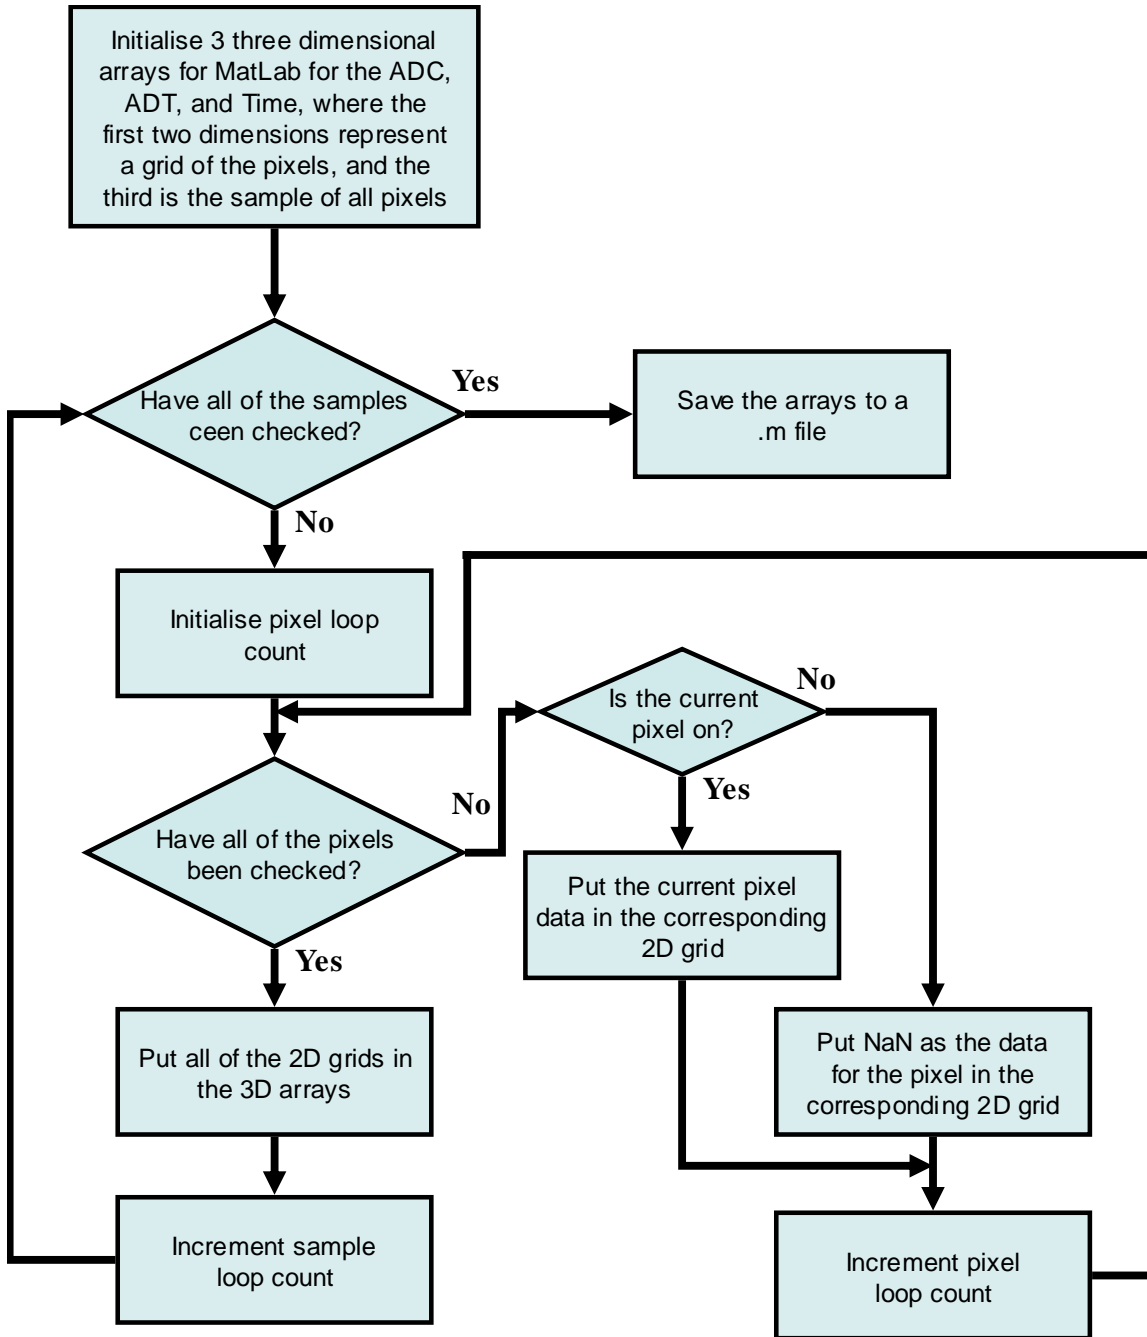 Initialise 3 three dimensional
arrays for MatLab for the ADC,
ADT, and Time, where the
first two dimensions represent
a grid of the pixels, and the
third is the sample of all pixels
Have all of the samples
ceen checked?
Yes
Save the arrays to a
.m file
No
Initialise pixel loop
count
Is the current
pixel on?
No
Yes
No
Have all of the pixels
been checked?
Put the current pixel
data in the corresponding
2D grid
Yes
Put all of the 2D grids in
the 3D arrays
Put NaN as the data
for the pixel in the
corresponding 2D grid
Increment sample
loop count
Increment pixel
loop count